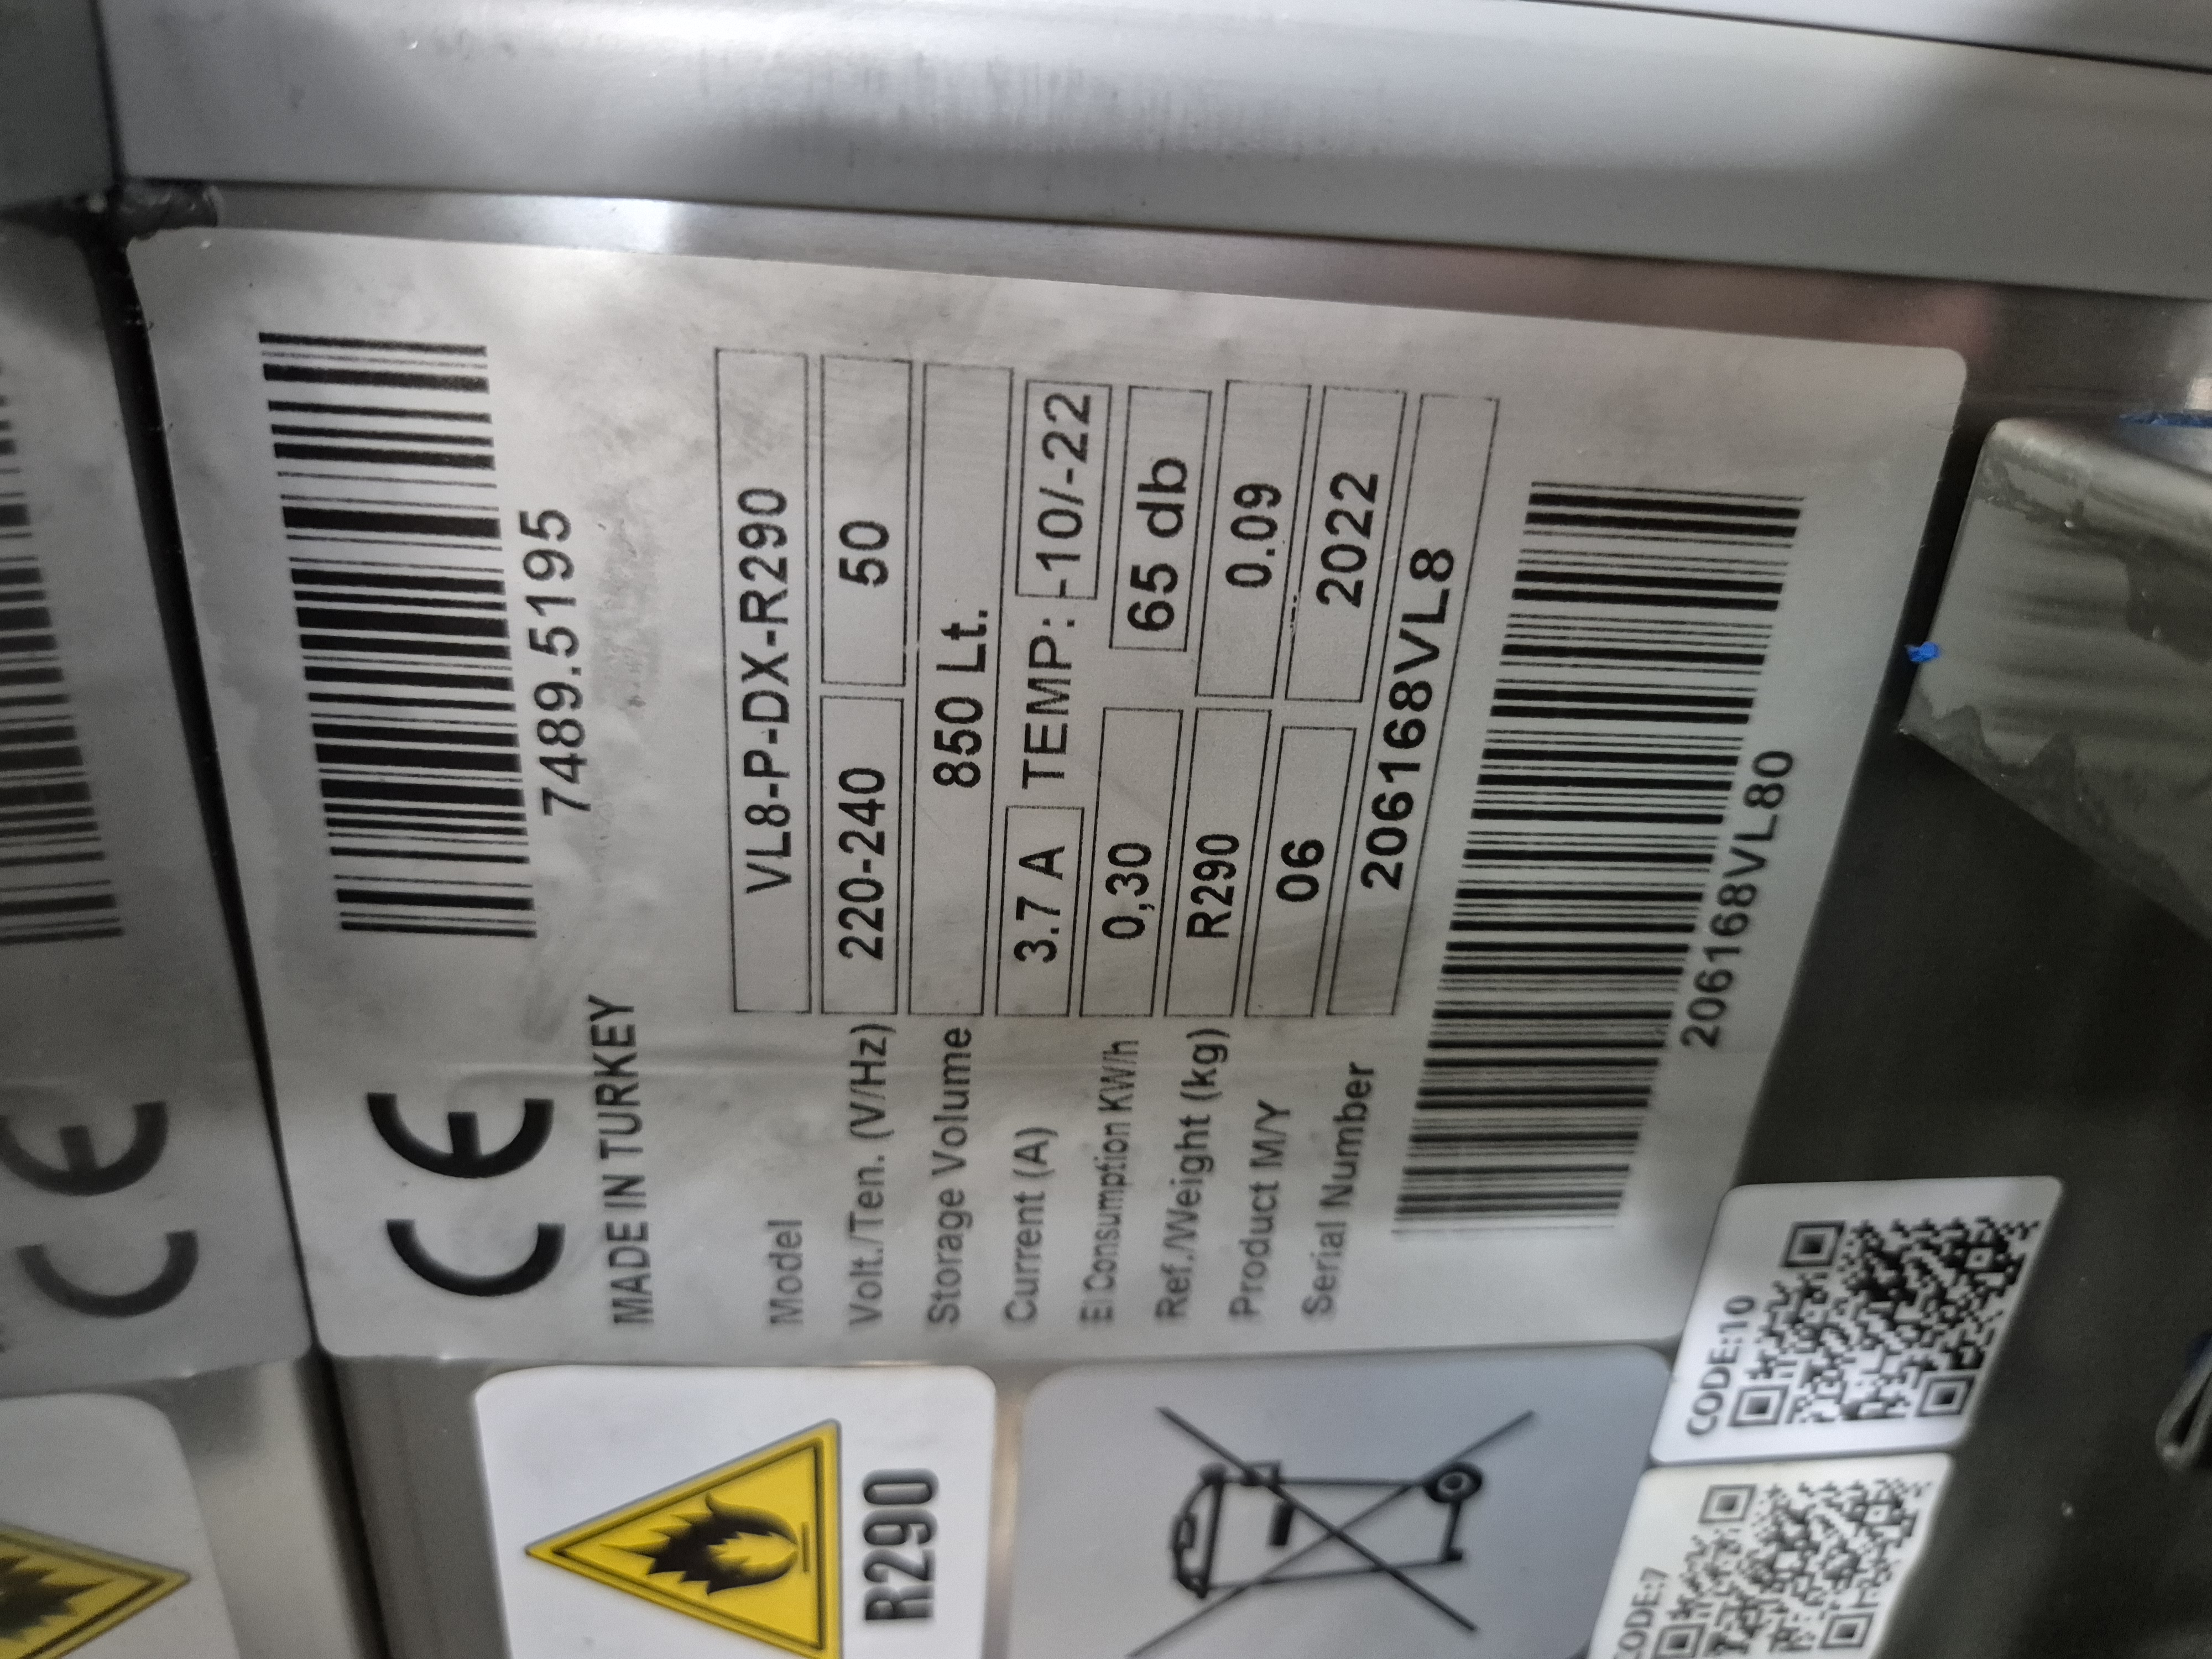 7489.5195
CE
MADE IN TURKEY
Model VL8-P-DX-R290
Volt./Ten. (V/Hz) 220-240 50
Storage Volume 850 Lt.
Current (A) 3.7 A TEMP: -10/-22
El Consumption KW/h 0,30 65 db
Ref./Weight (kg) R290 0.09
Product M/Y 06 2022
Serial Number 206168VL8
206168VL80
R290
CODE:10
CODE:7
CE